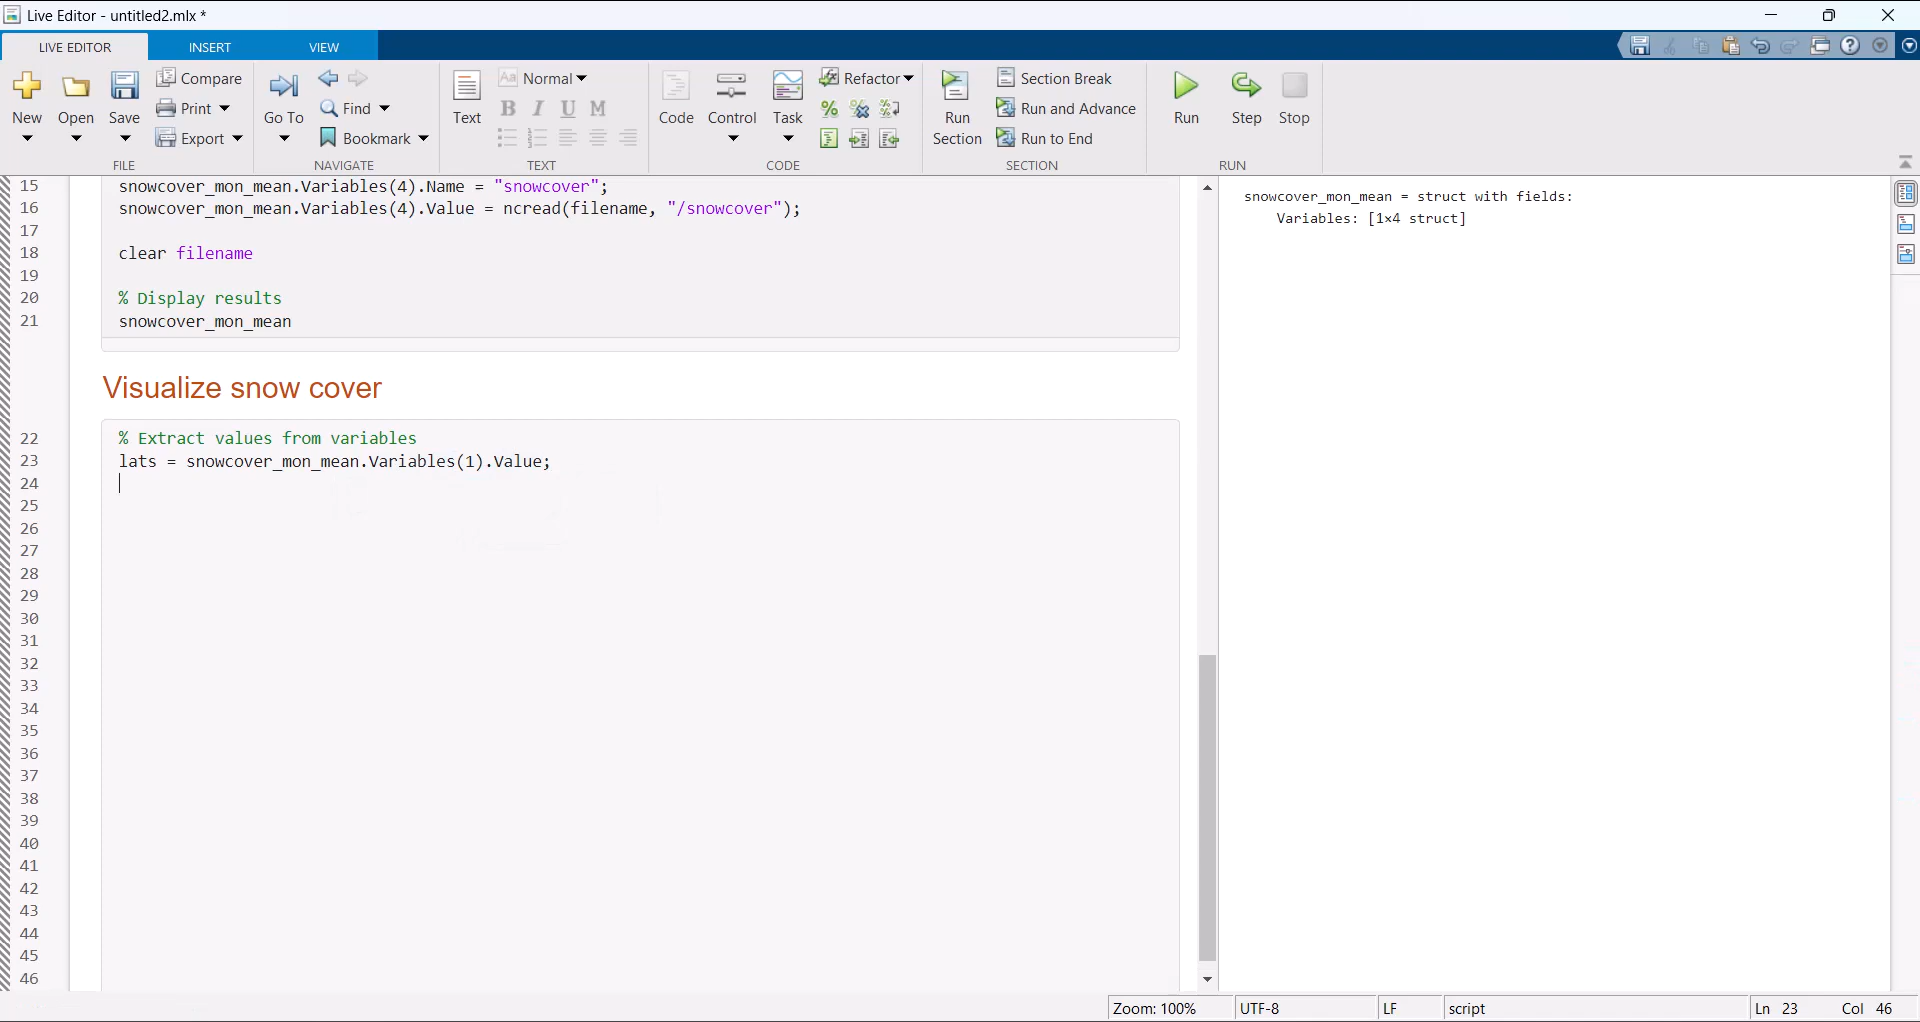 Live Editor - untitled2.mlx *
LIVE EDITOR INSERT VIEW
New Open Save Compare Print Export FILE
Go To Find Bookmark NAVIGATE
Text Aa Normal B I U M TEXT
Code Control Task Refactor CODE
Run Section Section Break Run and Advance Run to End SECTION
Run Step Stop RUN
15 snowcover_mon_mean.Variables(4).Name = "snowcover";
16 snowcover_mon_mean.Variables(4).Value = ncread(filename, "/snowcover");
17
18 clear filename
19
20 % Display results
21 snowcover_mon_mean
Visualize snow cover
22 % Extract values from variables
23 lats = snowcover_mon_mean.Variables(1).Value;
24
25
26
27
28
29
30
31
32
33
34
35
36
37
38
39
40
41
42
43
44
45
46
snowcover_mon_mean = struct with fields:
Variables: [1×4 struct]
Zoom: 100% UTF-8 LF script Ln 23 Col 46